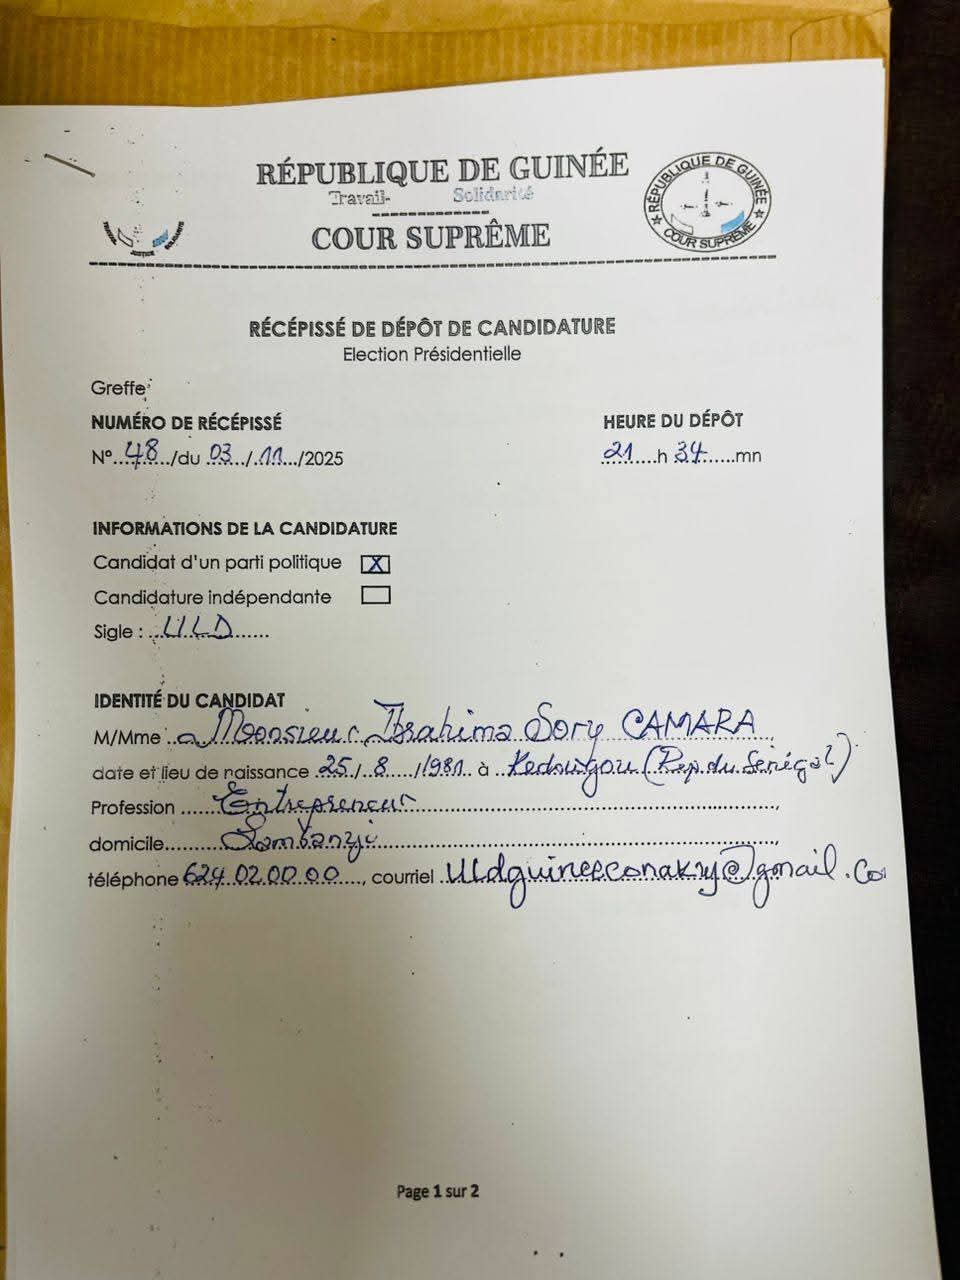 RÉPUBLIQUE DE GUINÉE
Travail- Solidarité
COUR SUPRÊME
RÉPUBLIQUE DE GUINÉE
COUR SUPRÊME
RÉCÉPISSÉ DE DÉPÔT DE CANDIDATURE
Election Présidentielle
Greffe
NUMÉRO DE RÉCÉPISSÉ HEURE DU DÉPÔT
N°...48.../du 03../.11.../2025 21.....h 34......mn
INFORMATIONS DE LA CANDIDATURE
Candidat d'un parti politique X
Candidature indépendante
Sigle : ...ULD......
IDENTITÉ DU CANDIDAT
M/Mme ... Monsieur Ibrahima Sory CAMARA
date et lieu de naissance 25/.8.../1981. à Kedougou (Rep du Sénégal)
Profession ..... Entrepreneur
domicile...... Lambanyi
téléphone 624.02.00.00..., courriel .Uldguineeconakry@gmail.Co
Page 1 sur 2